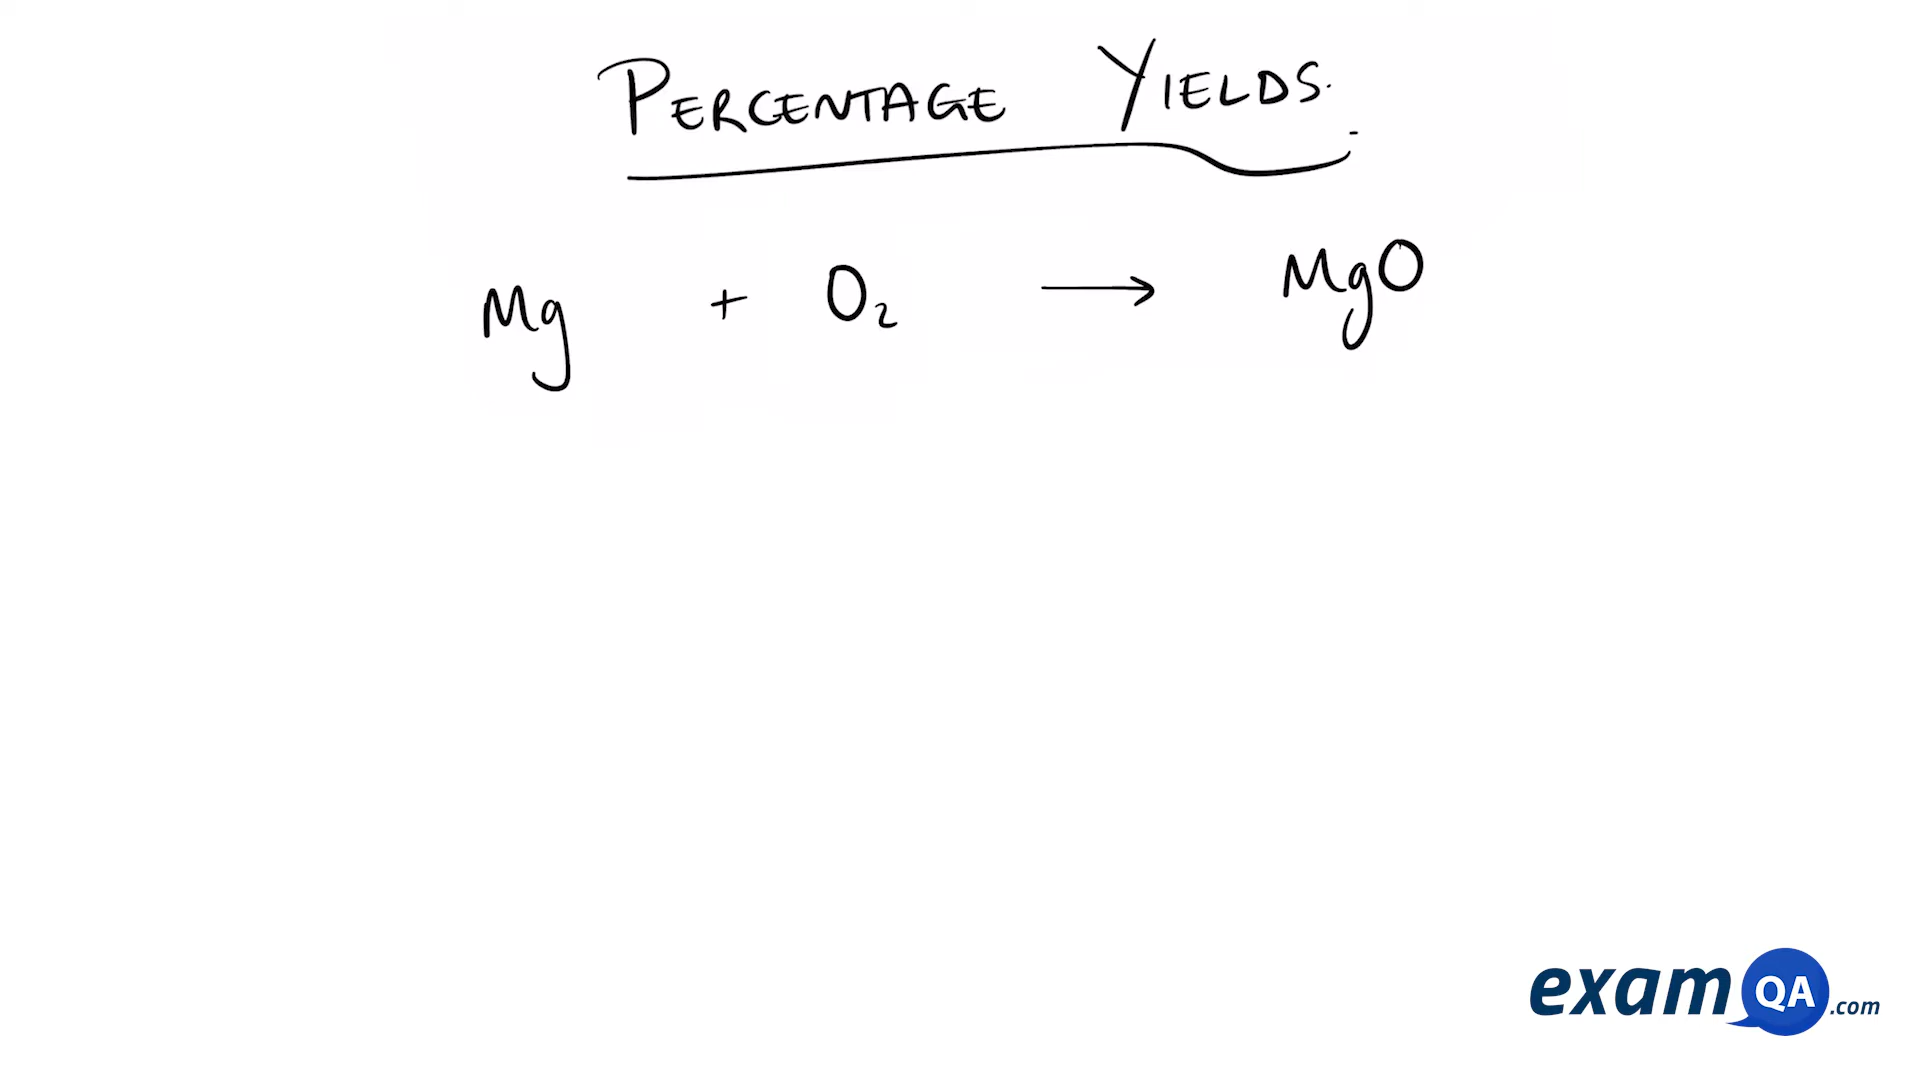 PERCENTAGE YIELDS.
Mg + O₂ → MgO
examQA.com